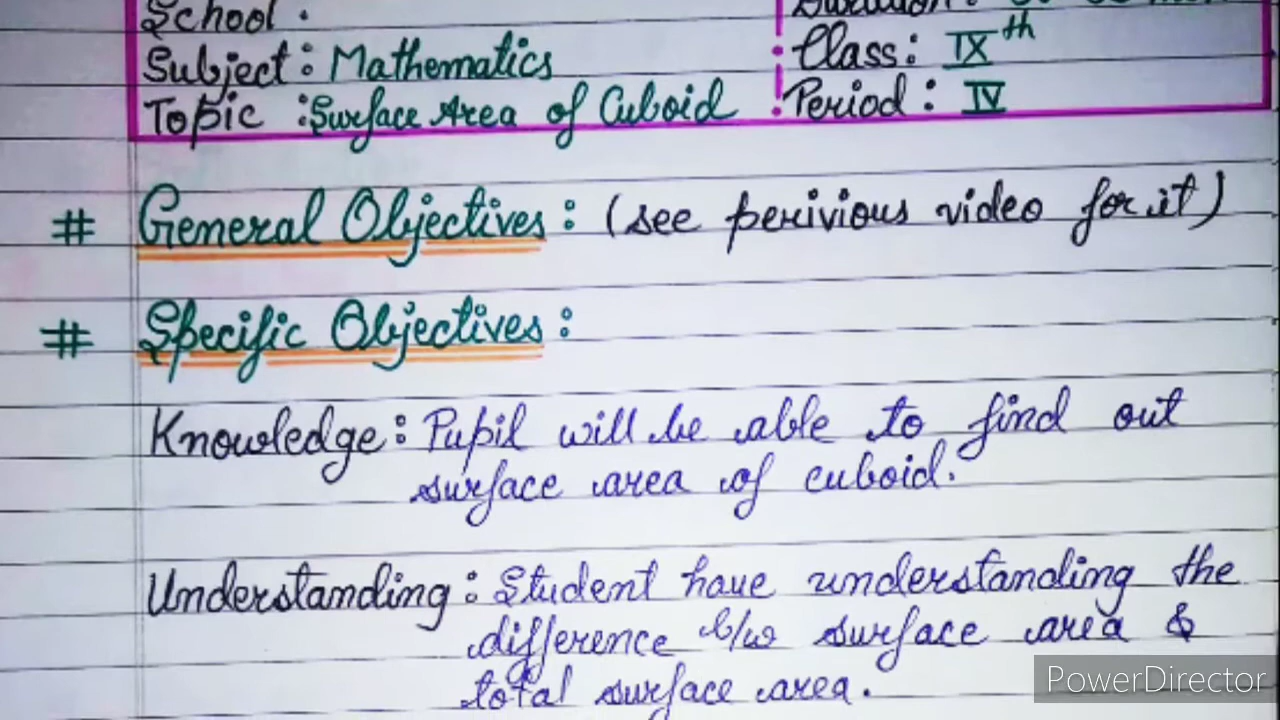 School :
Subject : Mathematics
Topic : Surface Area of Cuboid
Duration :
Class : IXth
Period : IV
# General Objectives : (see perivious video for it)
# Specific Objectives :
Knowledge : Pupil will be able to find out
surface area of cuboid.
Understanding : Student have understanding the
difference b/w surface area &
total surface area.
PowerDirector